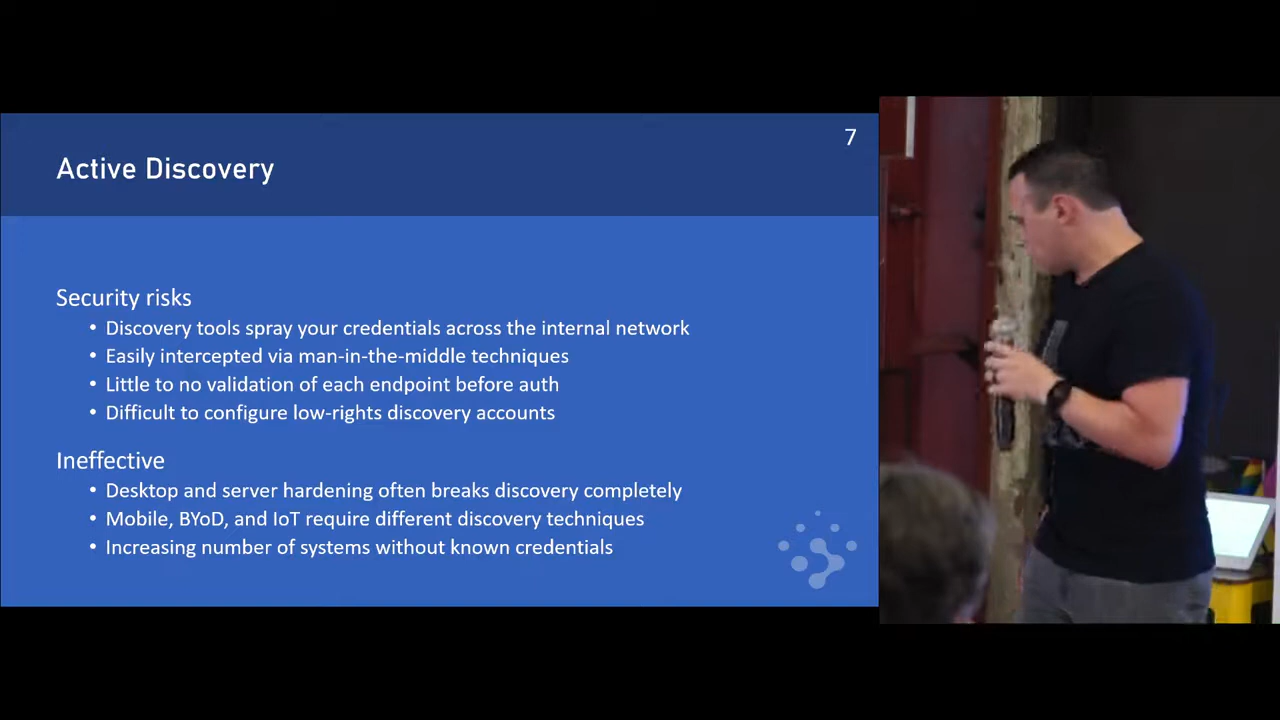 7
Active Discovery
Security risks
• Discovery tools spray your credentials across the internal network
• Easily intercepted via man-in-the-middle techniques
• Little to no validation of each endpoint before auth
• Difficult to configure low-rights discovery accounts
Ineffective
• Desktop and server hardening often breaks discovery completely
• Mobile, BYoD, and IoT require different discovery techniques
• Increasing number of systems without known credentials